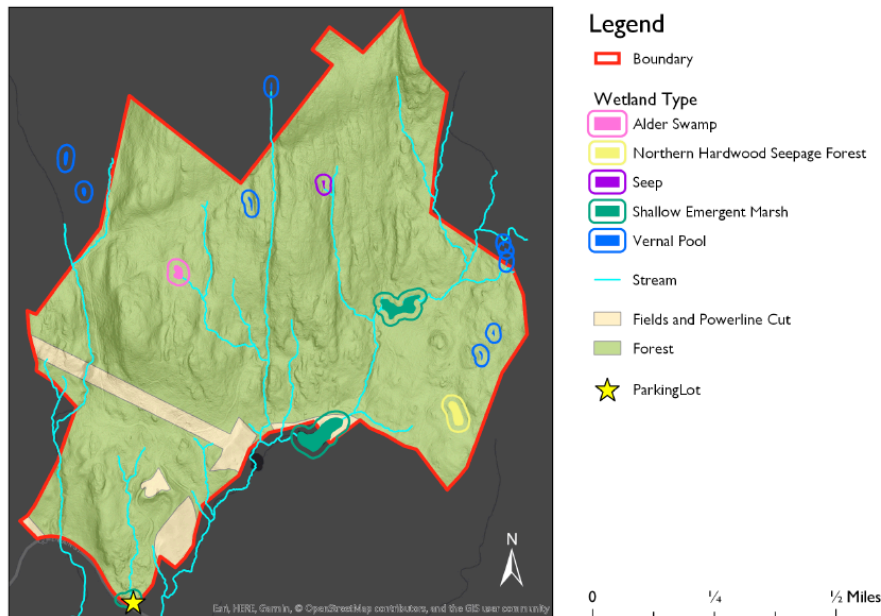 Legend
Boundary
Wetland Type
Alder Swamp
Northern Hardwood Seepage Forest
Seep
Shallow Emergent Marsh
Vernal Pool
Stream
Fields and Powerline Cut
Forest
ParkingLot
N
Esri, HERE, Garmin, © OpenStreetMap contributors, and the GIS user community
0 ¼ ½ Miles